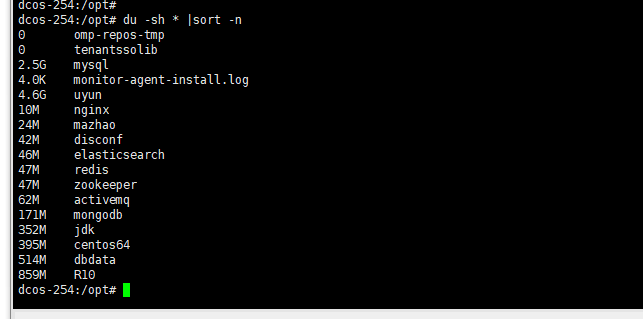 dcos-254:/opt#
dcos-254:/opt# du -sh * |sort -n
0 omp-repos-tmp
0 tenantssolib
2.5G mysql
4.0K monitor-agent-install.log
4.6G uyun
10M nginx
24M mazhao
42M disconf
46M elasticsearch
47M redis
47M zookeeper
62M activemq
171M mongodb
352M jdk
395M centos64
514M dbdata
859M R10
dcos-254:/opt#